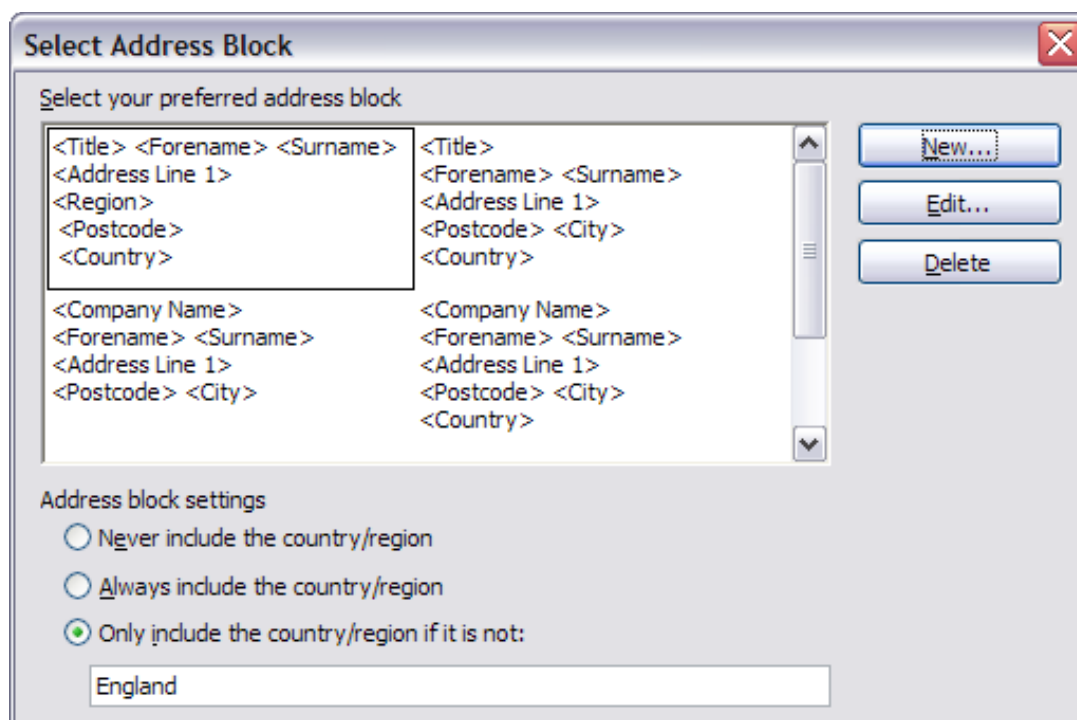 Select Address Block
Select your preferred address block
<Title> <Forename> <Surname>
<Address Line 1>
<Region>
<Postcode>
<Country>
<Title>
<Forename> <Surname>
<Address Line 1>
<Postcode> <City>
<Country>
<Company Name>
<Forename> <Surname>
<Address Line 1>
<Postcode> <City>
<Company Name>
<Forename> <Surname>
<Address Line 1>
<Postcode> <City>
<Country>
New...
Edit...
Delete
Address block settings
Never include the country/region
Always include the country/region
Only include the country/region if it is not:
England